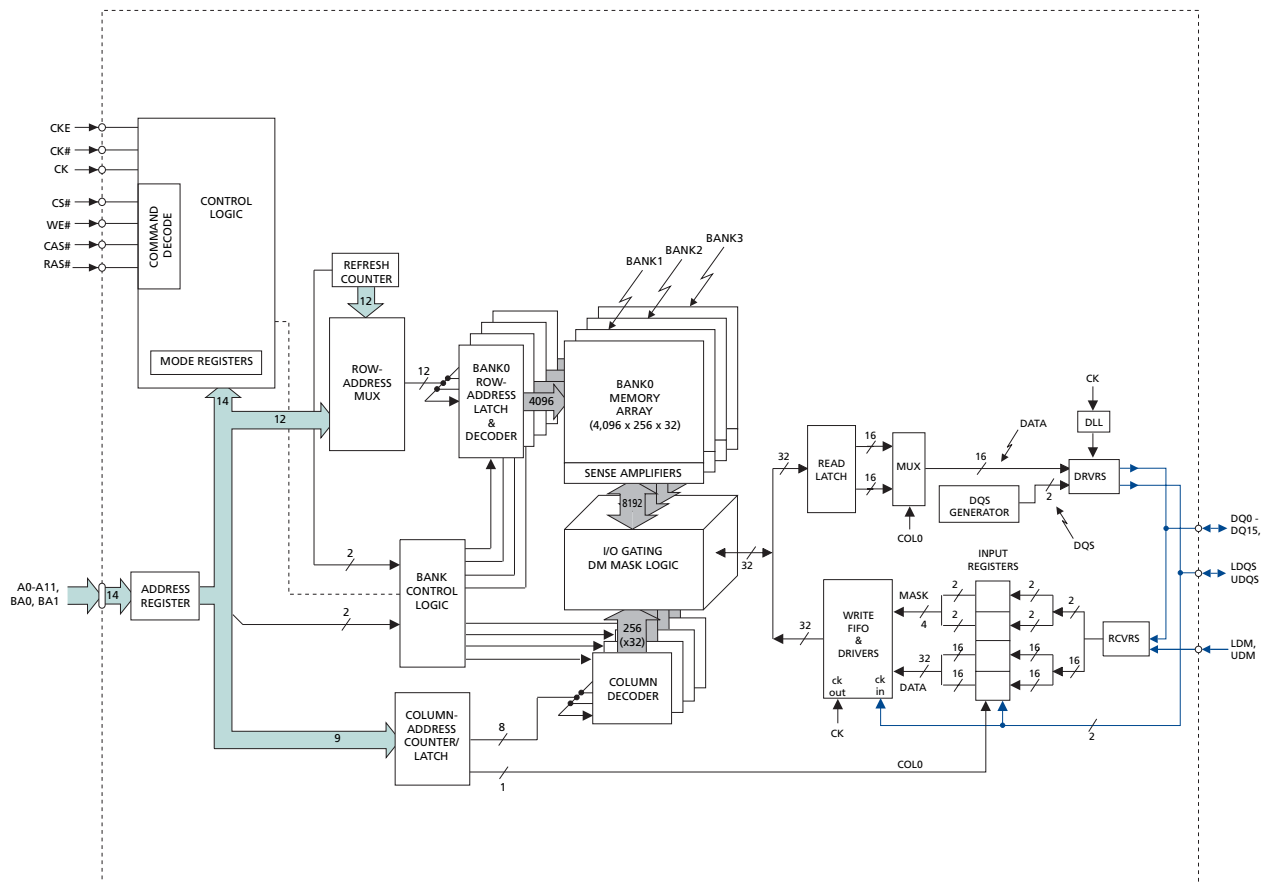 CKE
CK#
CK
CS#
WE#
CAS#
RAS#
COMMAND
DECODE
CONTROL
LOGIC
MODE REGISTERS
REFRESH
COUNTER
12
ROW-
ADDRESS
MUX
12
BANK0
ROW-
ADDRESS
LATCH
&
DECODER
4096
BANK1
BANK2
BANK3
BANK0
MEMORY
ARRAY
(4,096 x 256 x 32)
SENSE AMPLIFIERS
8192
I/O GATING
DM MASK LOGIC
256
(x32)
COLUMN
DECODER
14
12
2
2
BANK
CONTROL
LOGIC
A0-A11,
BA0, BA1
14
ADDRESS
REGISTER
9
COLUMN-
ADDRESS
COUNTER/
LATCH
8
1
COL0
32
32
32
READ
LATCH
16
16
MUX
COL0
16
DATA
DQS
GENERATOR
2
DQS
CK
DLL
DRVRS
DQ0 -
DQ15,
LDQS
UDQS
LDM,
UDM
INPUT
REGISTERS
WRITE
FIFO
&
DRIVERS
ck
out
ck
in
CK
MASK
4
32
DATA
2
2
16
16
2
2
16
16
2
16
RCVRS
2